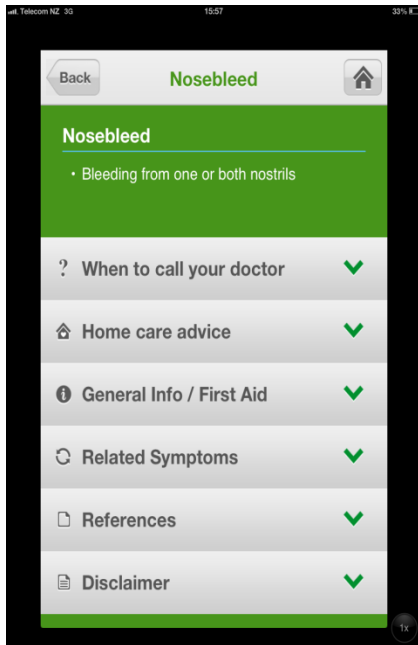 Telecom NZ 3G 15:57 33%
Back Nosebleed
Nosebleed
• Bleeding from one or both nostrils
? When to call your doctor
Home care advice
General Info / First Aid
Related Symptoms
References
Disclaimer
1x